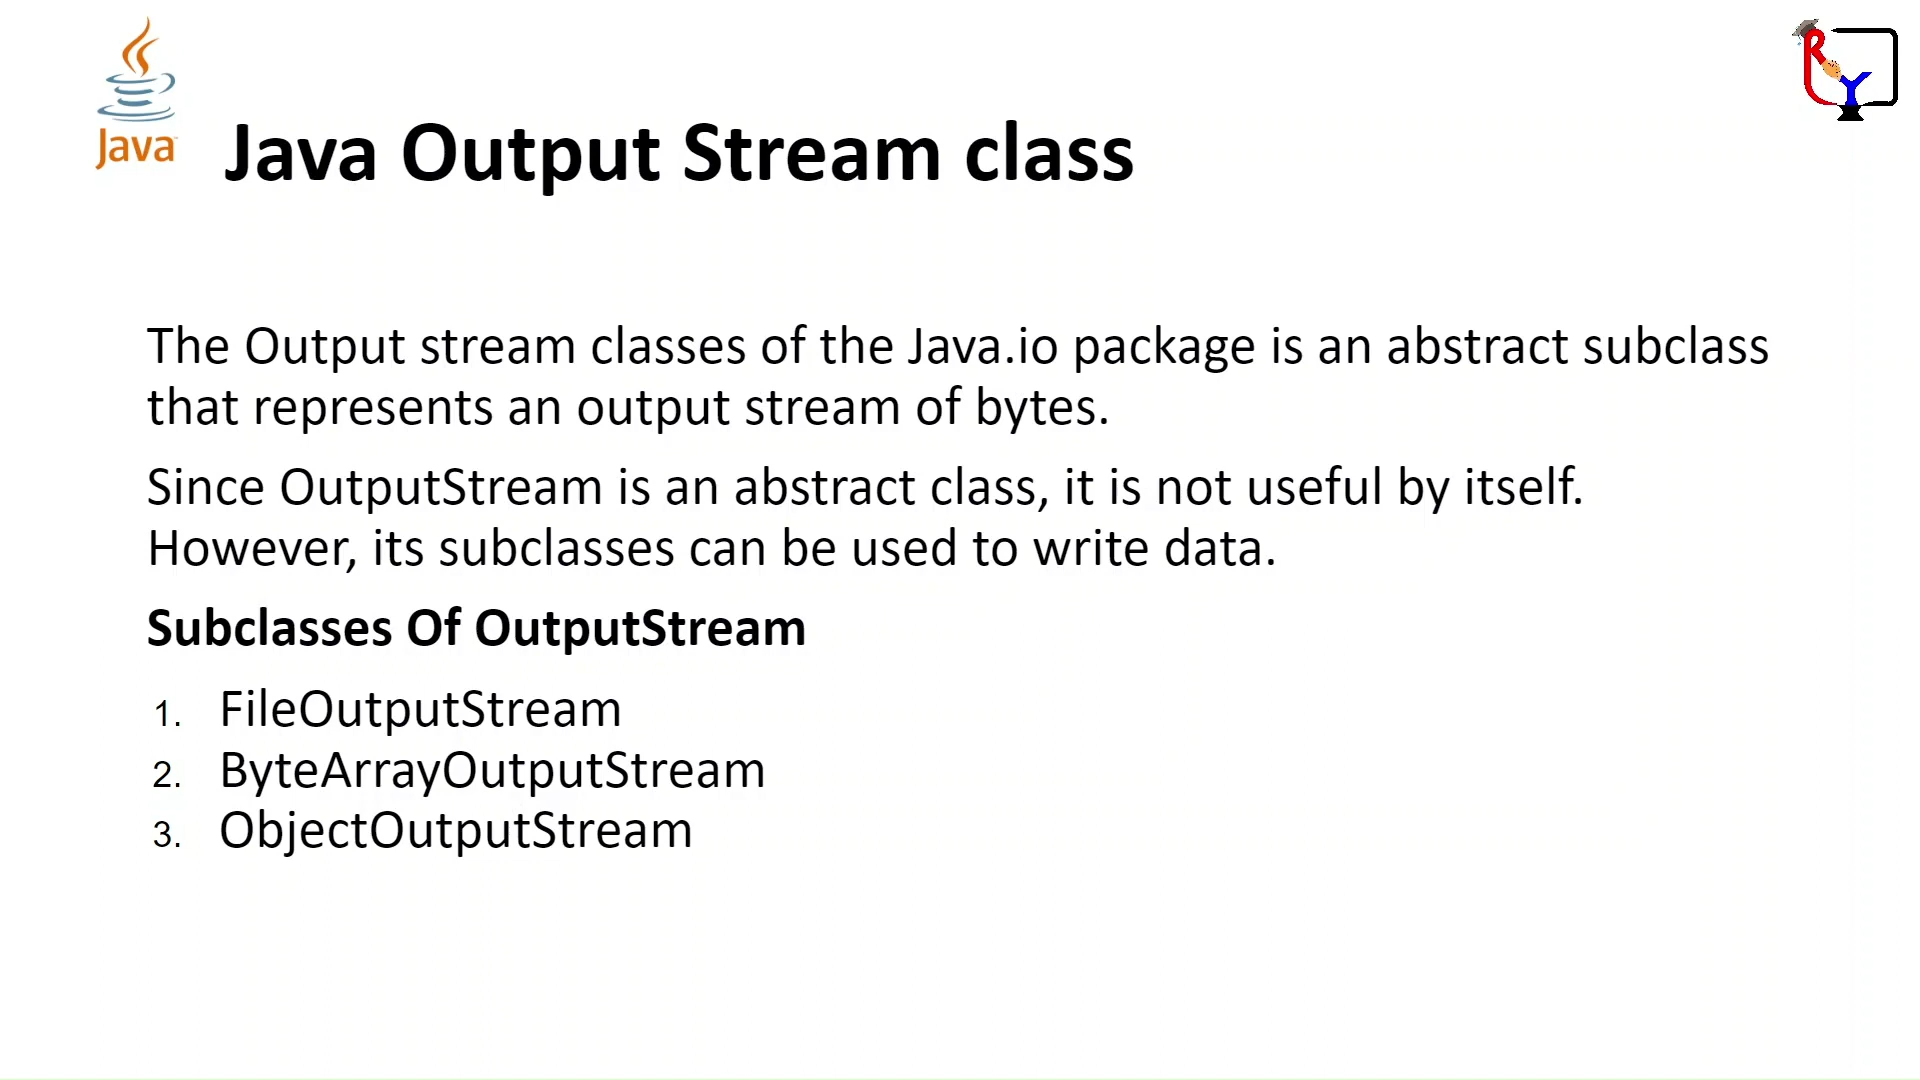 Java
Java Output Stream class
The Output stream classes of the Java.io package is an abstract subclass
that represents an output stream of bytes.
Since OutputStream is an abstract class, it is not useful by itself.
However, its subclasses can be used to write data.
Subclasses Of OutputStream
1. FileOutputStream
2. ByteArrayOutputStream
3. ObjectOutputStream
R
Y